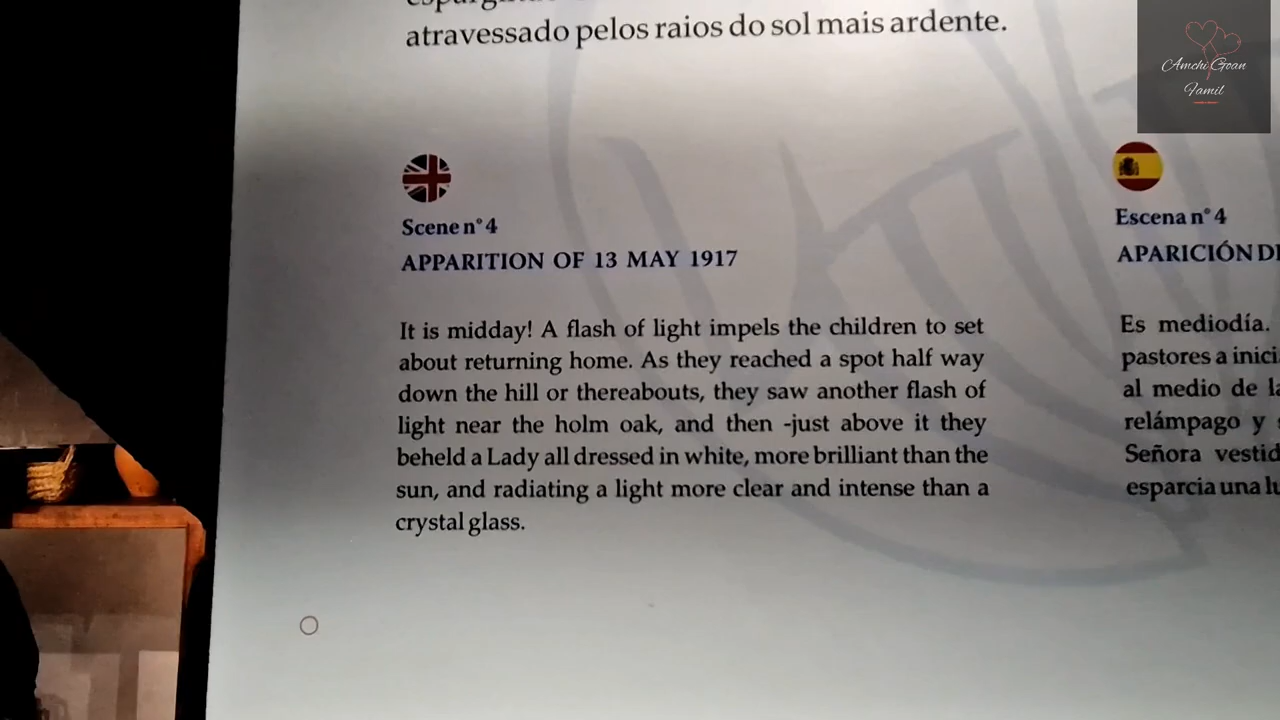 atravessado pelos raios do sol mais ardente.
Amchi Goan
Famil
Scene n° 4
APPARITION OF 13 MAY 1917
It is midday! A flash of light impels the children to set
about returning home. As they reached a spot half way
down the hill or thereabouts, they saw another flash of
light near the holm oak, and then -just above it they
beheld a Lady all dressed in white, more brilliant than the
sun, and radiating a light more clear and intense than a
crystal glass.
Escena n° 4
APARICIÓN
Es mediodía.
pastores a
al medio de
relámpago y
Señora
esparcia una